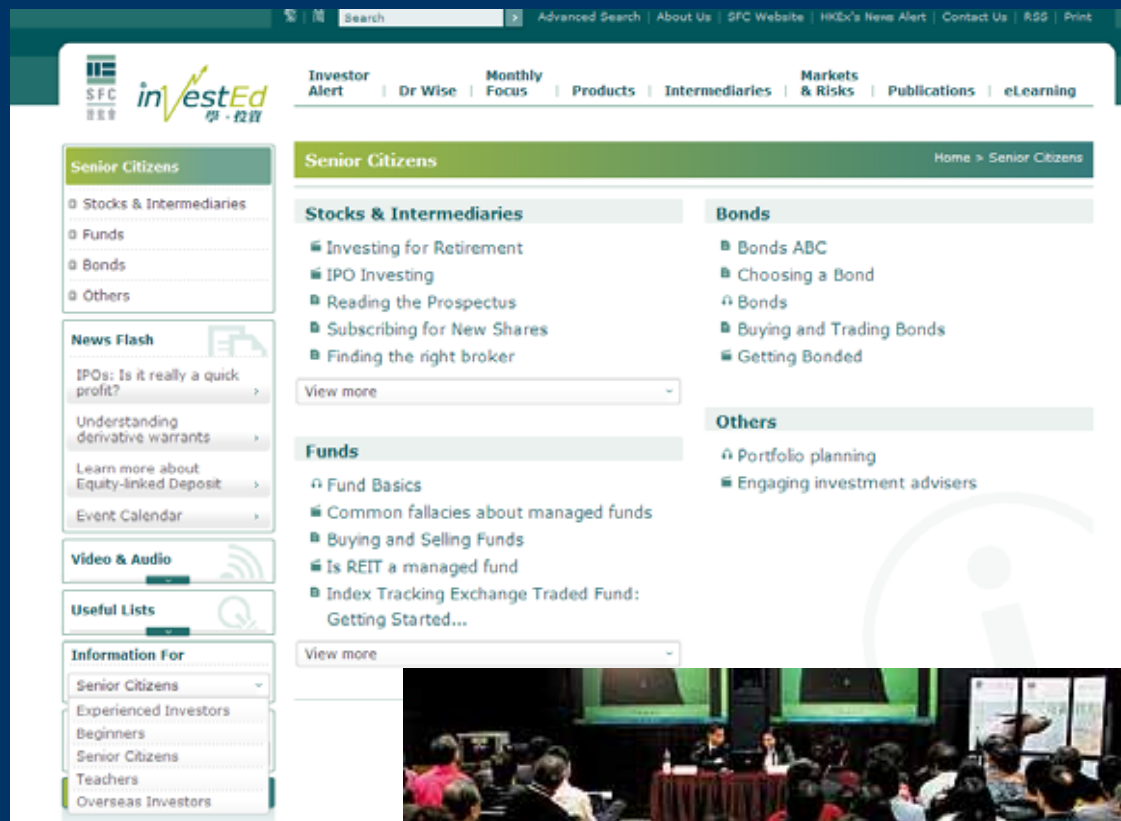 繁 | 简 Search Advanced Search | About Us | SFC Website | HKEx's News Alert | Contact Us | RSS | Print
SFC
證監會
InvestEd
學·投資
Investor Alert | Dr Wise | Monthly Focus | Products | Intermediaries | Markets & Risks | Publications | eLearning
Senior Citizens
Stocks & Intermediaries
Funds
Bonds
Others
News Flash
IPOs: Is it really a quick
profit?
Understanding
derivative warrants
Learn more about
Equity-linked Deposit
Event Calendar
Video & Audio
Useful Lists
Information For
Senior Citizens
Experienced Investors
Beginners
Senior Citizens
Teachers
Overseas Investors
Senior Citizens
Home > Senior Citizens
Stocks & Intermediaries
Investing for Retirement
IPO Investing
Reading the Prospectus
Subscribing for New Shares
Finding the right broker
View more
Funds
Fund Basics
Common fallacies about managed funds
Buying and Selling Funds
Is REIT a managed fund
Index Tracking Exchange Traded Fund:
Getting Started...
View more
Bonds
Bonds ABC
Choosing a Bond
Bonds
Buying and Trading Bonds
Getting Bonded
Others
Portfolio planning
Engaging investment advisers